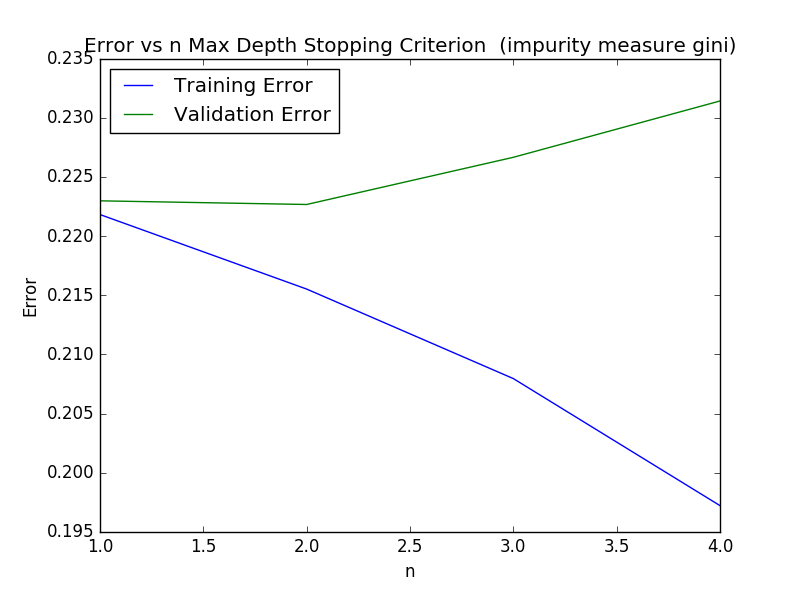 Error vs n Max Depth Stopping Criterion  (impurity measure gini)
0.235
Training Error
Validation Error
0.230
0.225
0.220
0.215
0.210
0.205
0.200
0.195
Error
1.0 1.5 2.0 2.5 3.0 3.5 4.0
n